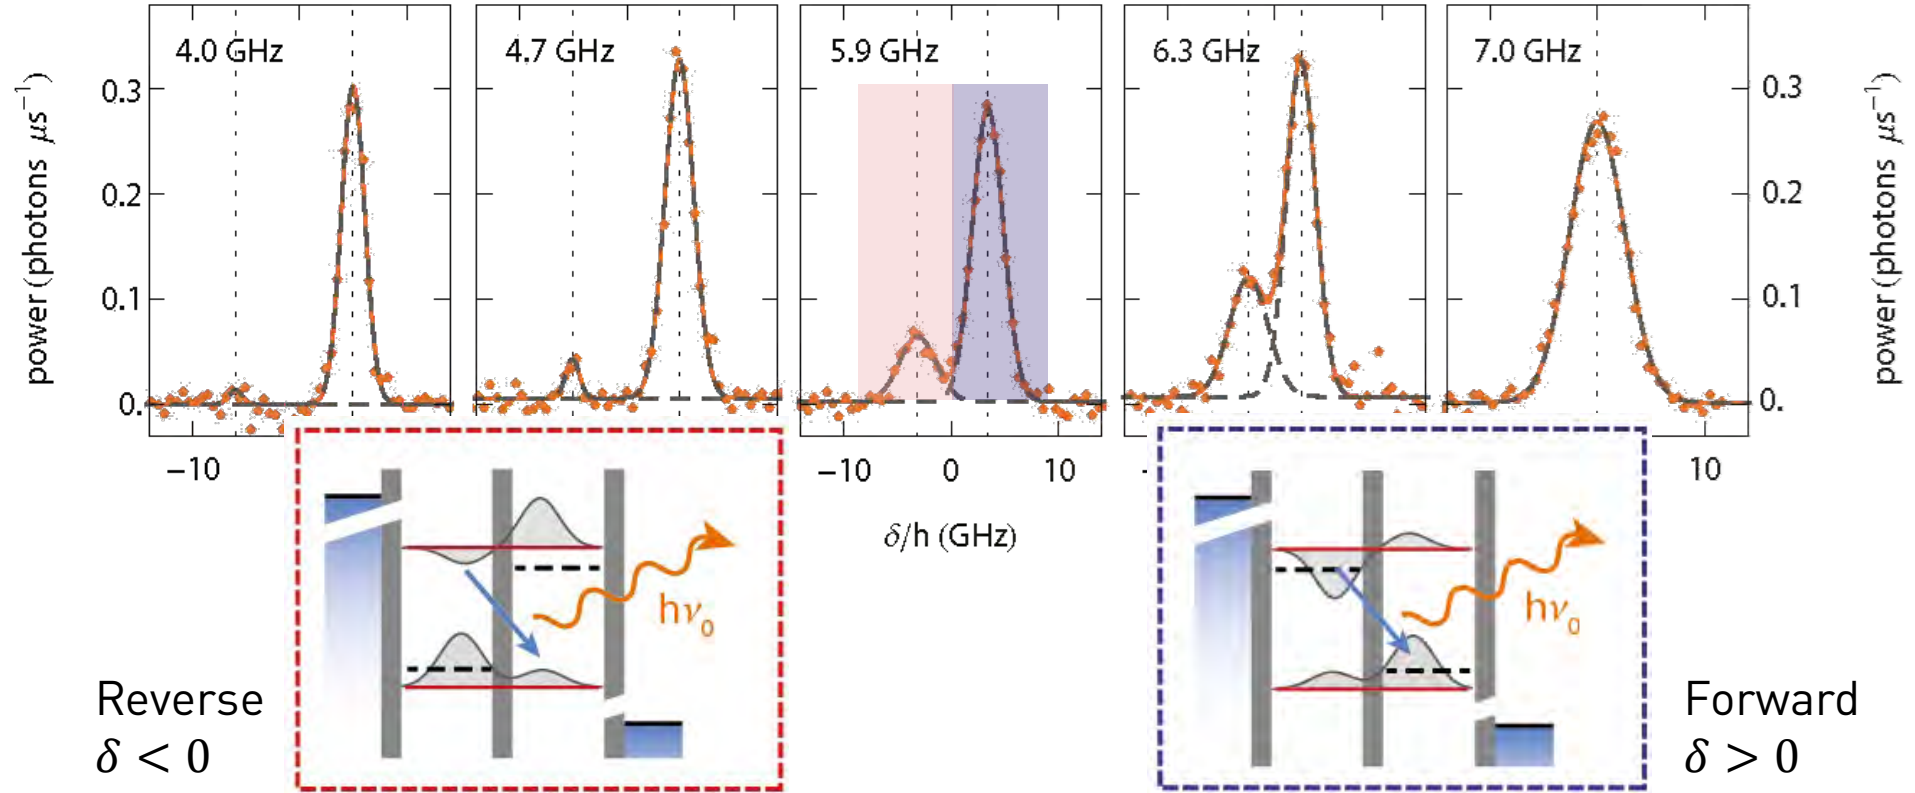 4.0 GHz
4.7 GHz
5.9 GHz
6.3 GHz
7.0 GHz
power (photons μs⁻¹)
0.3
0.2
0.1
0.
0.3
0.2
0.1
0.
power (photons μs⁻¹)
−10
−10
0
10
-
10
δ/h (GHz)
hν₀
hν₀
Reverse
δ < 0
Forward
δ > 0